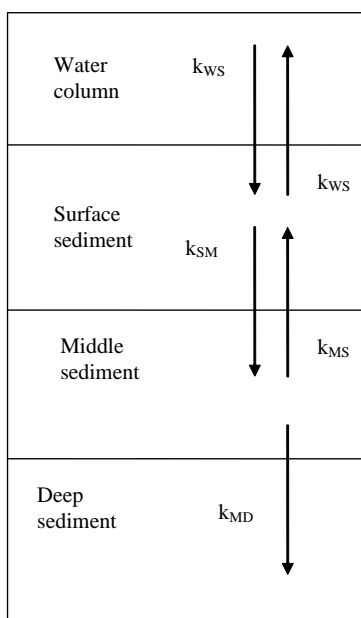 Water
column
kWS
kWS
Surface
sediment
kSM
Middle
sediment
kMS
Deep
sediment
kMD